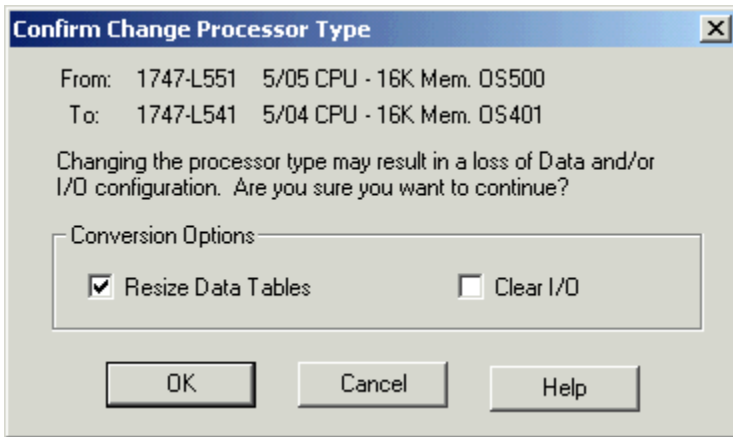 Confirm Change Processor Type
From: 1747-L551 5/05 CPU - 16K Mem. OS500
To: 1747-L541 5/04 CPU - 16K Mem. OS401
Changing the processor type may result in a loss of Data and/or
I/O configuration. Are you sure you want to continue?
Conversion Options
Resize Data Tables Clear I/O
OK Cancel Help